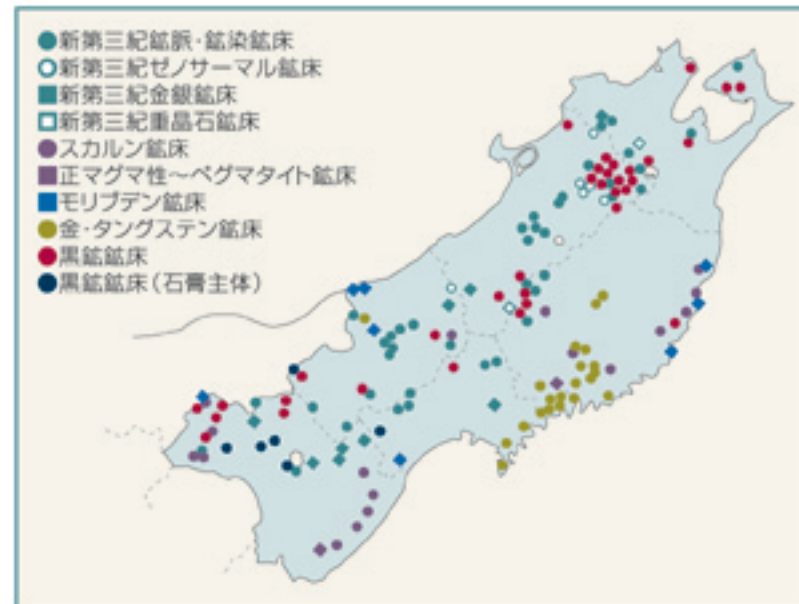 新第三紀鉱脈・鉱染鉱床
新第三紀ゼノサーマル鉱床
新第三紀金銀鉱床
新第三紀重晶石鉱床
スカルン鉱床
正マグマ性～ペグマタイト鉱床
モリブデン鉱床
金・タングステン鉱床
黒鉱鉱床
黒鉱鉱床（石膏主体）